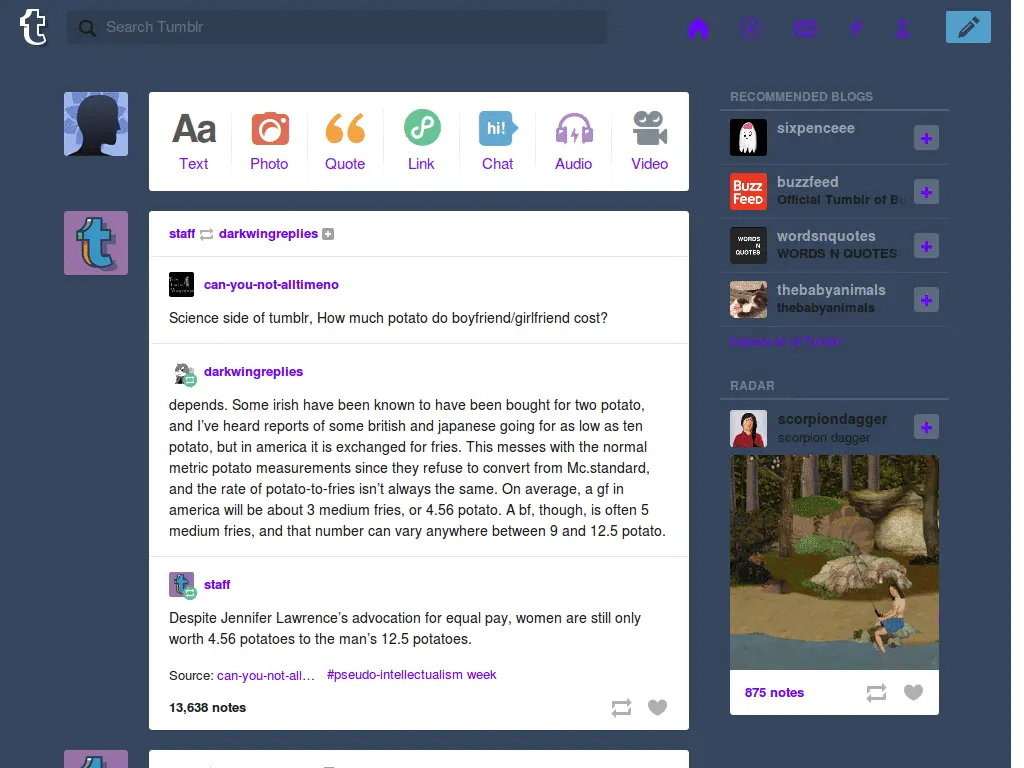 Search Tumblr
Aa
hi!
Text Photo Quote Link Chat Audio Video
staff darkwingreplies
can-you-not-alltimeno
Science side of tumblr, How much potato do boyfriend/girlfriend cost?
darkwingreplies
depends. Some irish have been known to have been bought for two potato,
and I’ve heard reports of some british and japanese going for as low as ten
potato, but in america it is exchanged for fries. This messes with the normal
metric potato measurements since they refuse to convert from Mc.standard,
and the rate of potato-to-fries isn’t always the same. On average, a gf in
america will be about 3 medium fries, or 4.56 potato. A bf, though, is often 5
medium fries, and that number can vary anywhere between 9 and 12.5 potato.
staff
Despite Jennifer Lawrence’s advocation for equal pay, women are still only
worth 4.56 potatoes to the man’s 12.5 potatoes.
Source: can-you-not-all… #pseudo-intellectualism week
13,638 notes
RECOMMENDED BLOGS
sixpenceee
Buzz
Feed
buzzfeed
Official Tumblr of Bu
WORDS
N
QUOTES
wordsnquotes
WORDS N QUOTES
thebabyanimals
thebabyanimals
Explore all of Tumblr
RADAR
scorpiondagger
scorpion dagger
875 notes